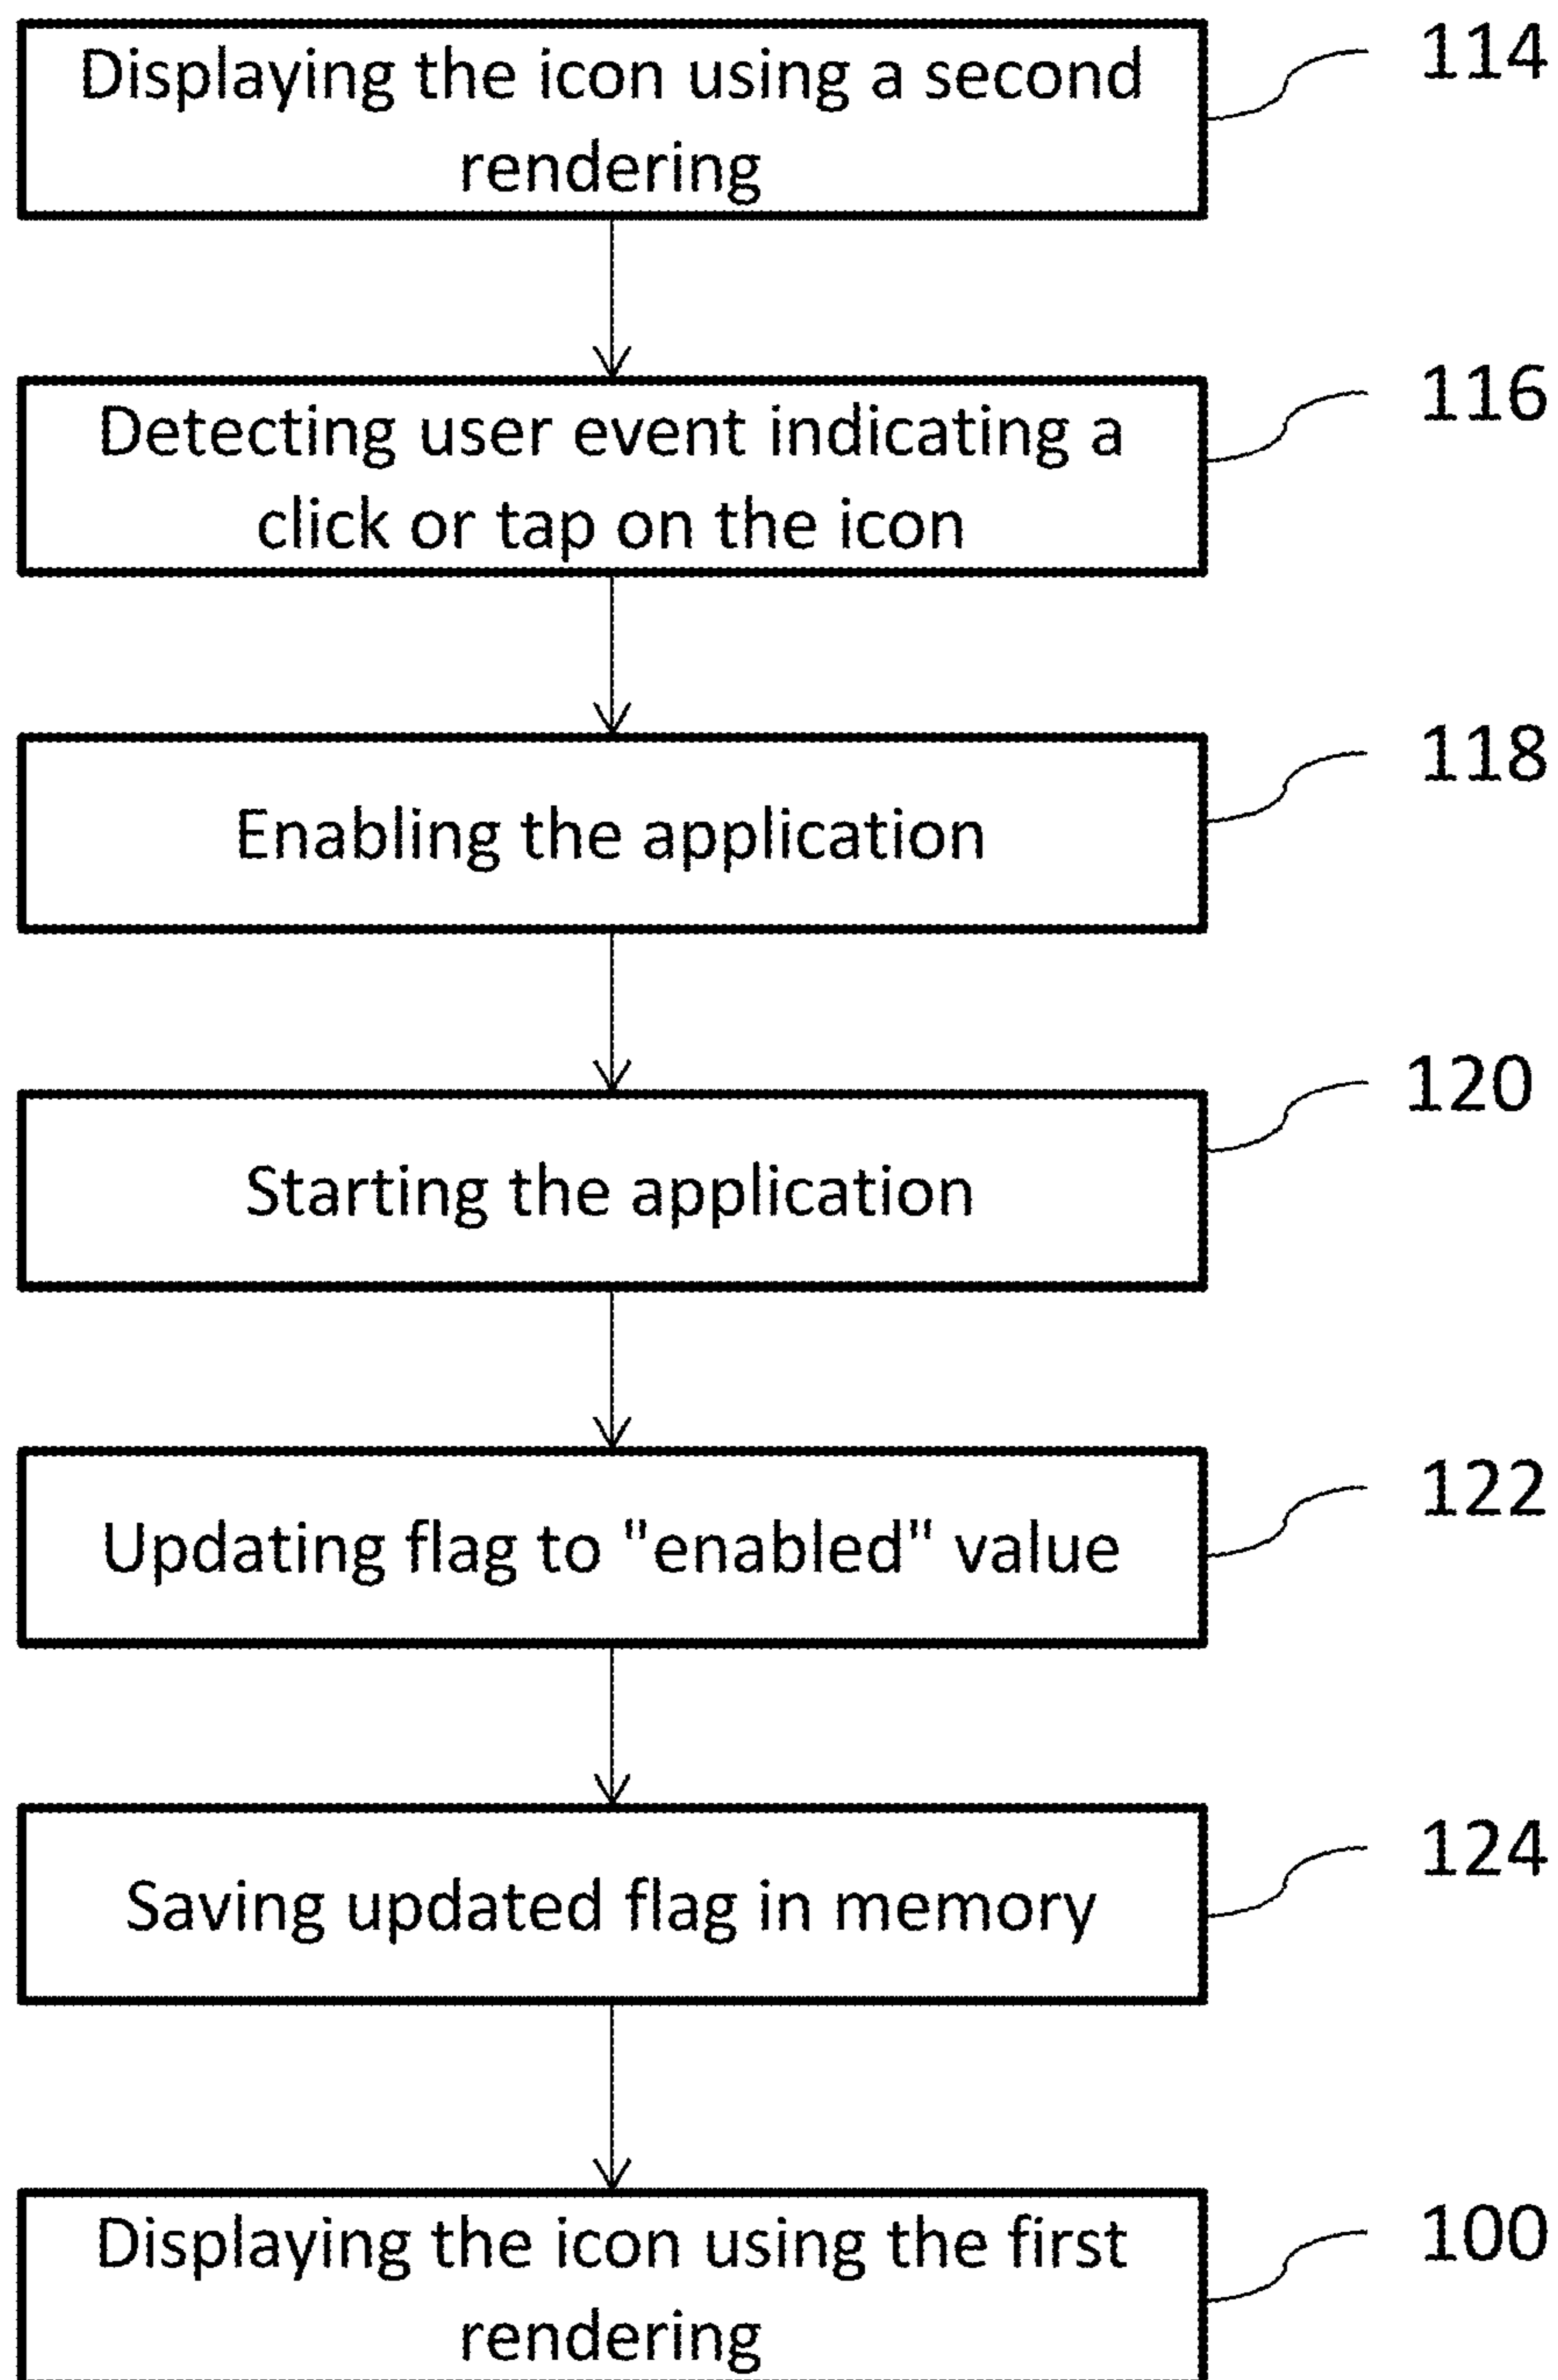 Displaying the icon using a second
rendering
114
Detecting user event indicating a
click or tap on the icon
116
Enabling the application
118
Starting the application
120
Updating flag to "enabled" value
122
Saving updated flag in memory
124
Displaying the icon using the first
rendering
100